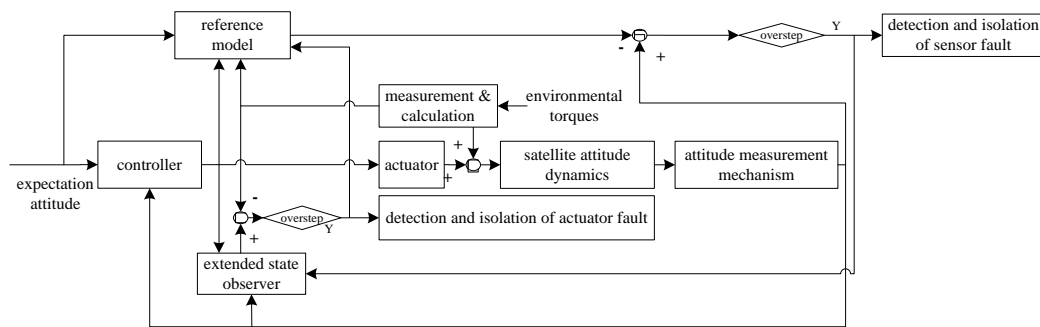 reference
model
-
+
overstep
Y
detection and isolation
of sensor fault
measurement &
calculation
environmental
torques
expectation
attitude
controller
actuator
+
+
satellite attitude
dynamics
attitude measurement
mechanism
-
+
overstep
Y
detection and isolation of actuator fault
extended state
observer